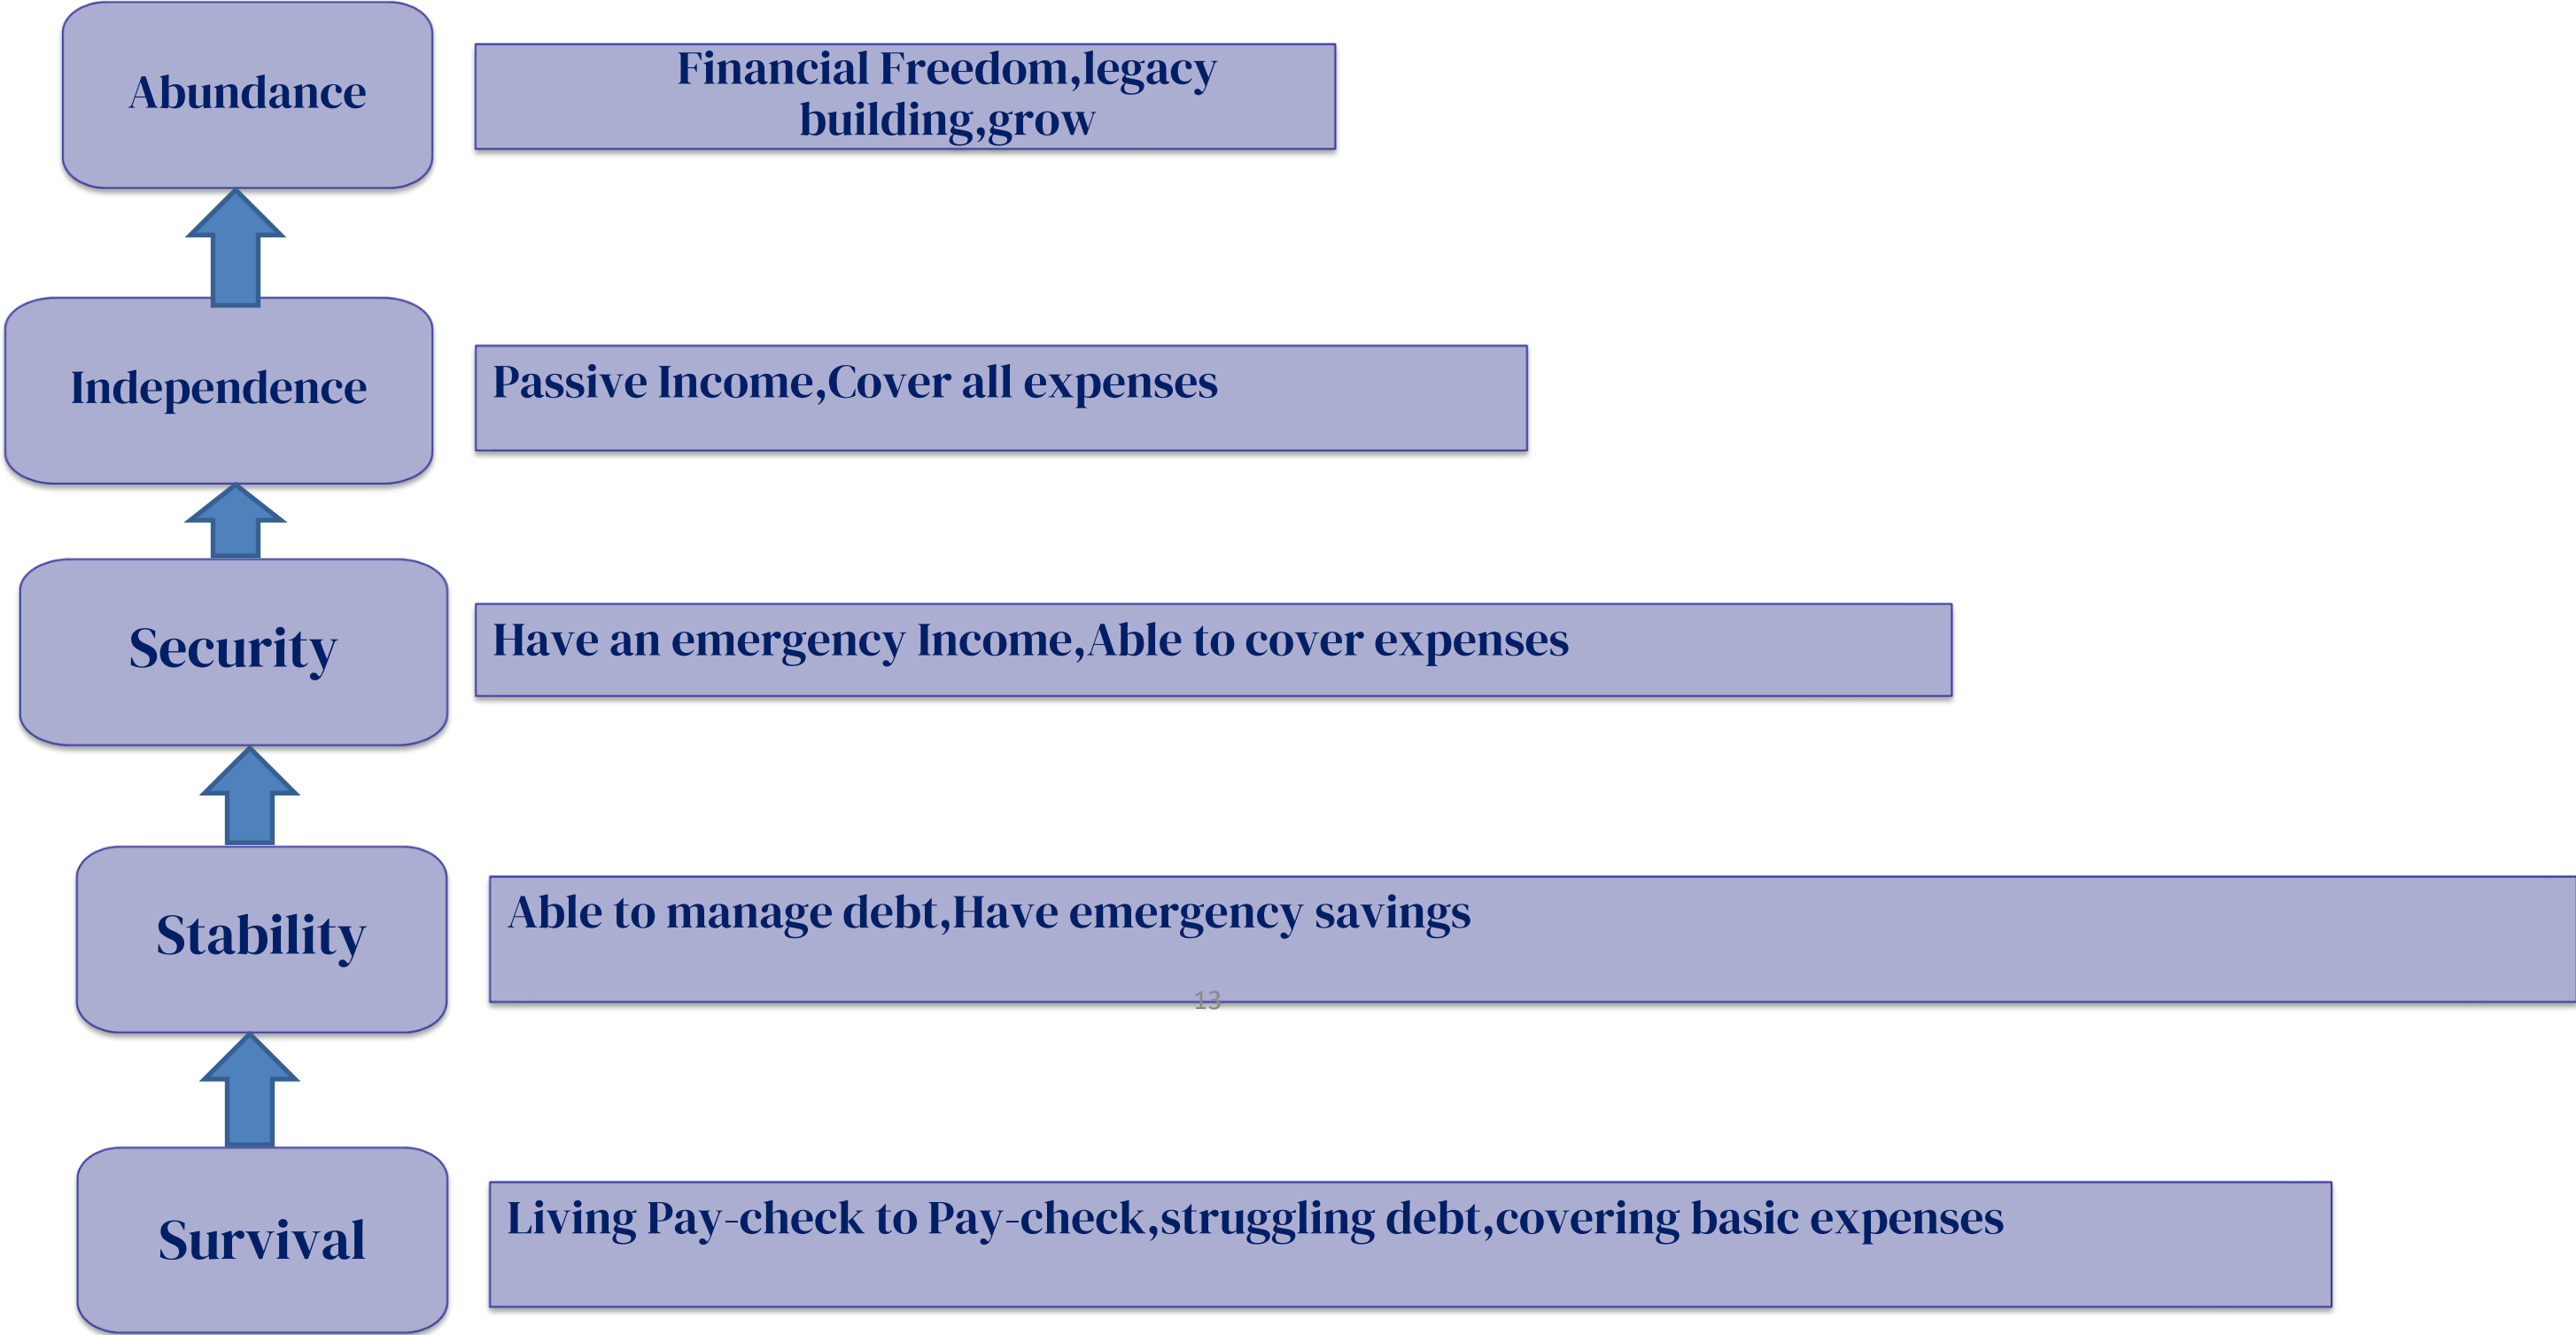 Abundance
Financial Freedom,legacy
building,grow
Independence
Passive Income,Cover all expenses
Security
Have an emergency Income,Able to cover expenses
Stability
Able to manage debt,Have emergency savings
13
Survival
Living Pay-check to Pay-check,struggling debt,covering basic expenses